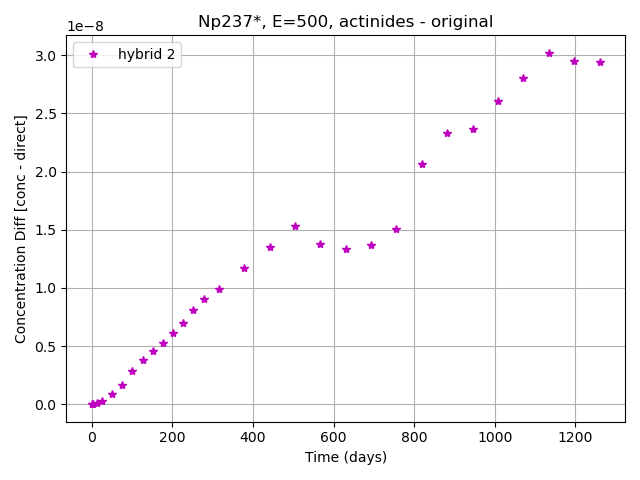 Np237*, E=500, actinides - original
1e−8
hybrid 2
3.0
2.5
2.0
1.5
1.0
0.5
0.0
Concentration Diff [conc - direct]
0 200 400 600 800 1000 1200
Time (days)